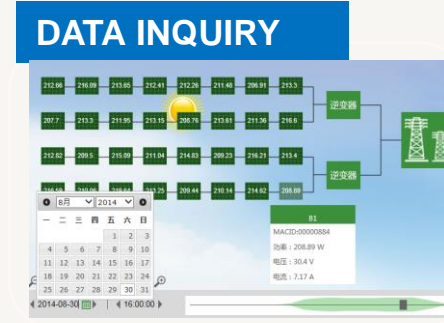 DATA INQUIRY
212.66 216.09 213.65 212.41 212.26 211.48 206.91 213.3
逆变器
207.7 213.3 211.95 213.15 208.76 213.61 211.36 216.6
212.82 209.5 215.09 211.04 214.83 209.23 216.21 213.4
逆变器
213.25 209.44 210.14 214.62 208.89
8月 2014
一 二 三 四 五 六 日
1 2 3
4 5 6 7 8 9 10
11 12 13 14 15 16 17
18 19 20 21 22 23 24
25 26 27 28 29 30 31
B1
MACID:00000884
功率：208.89 W
电压：30.4 V
电流：7.17 A
2014-08-30 16:00:00